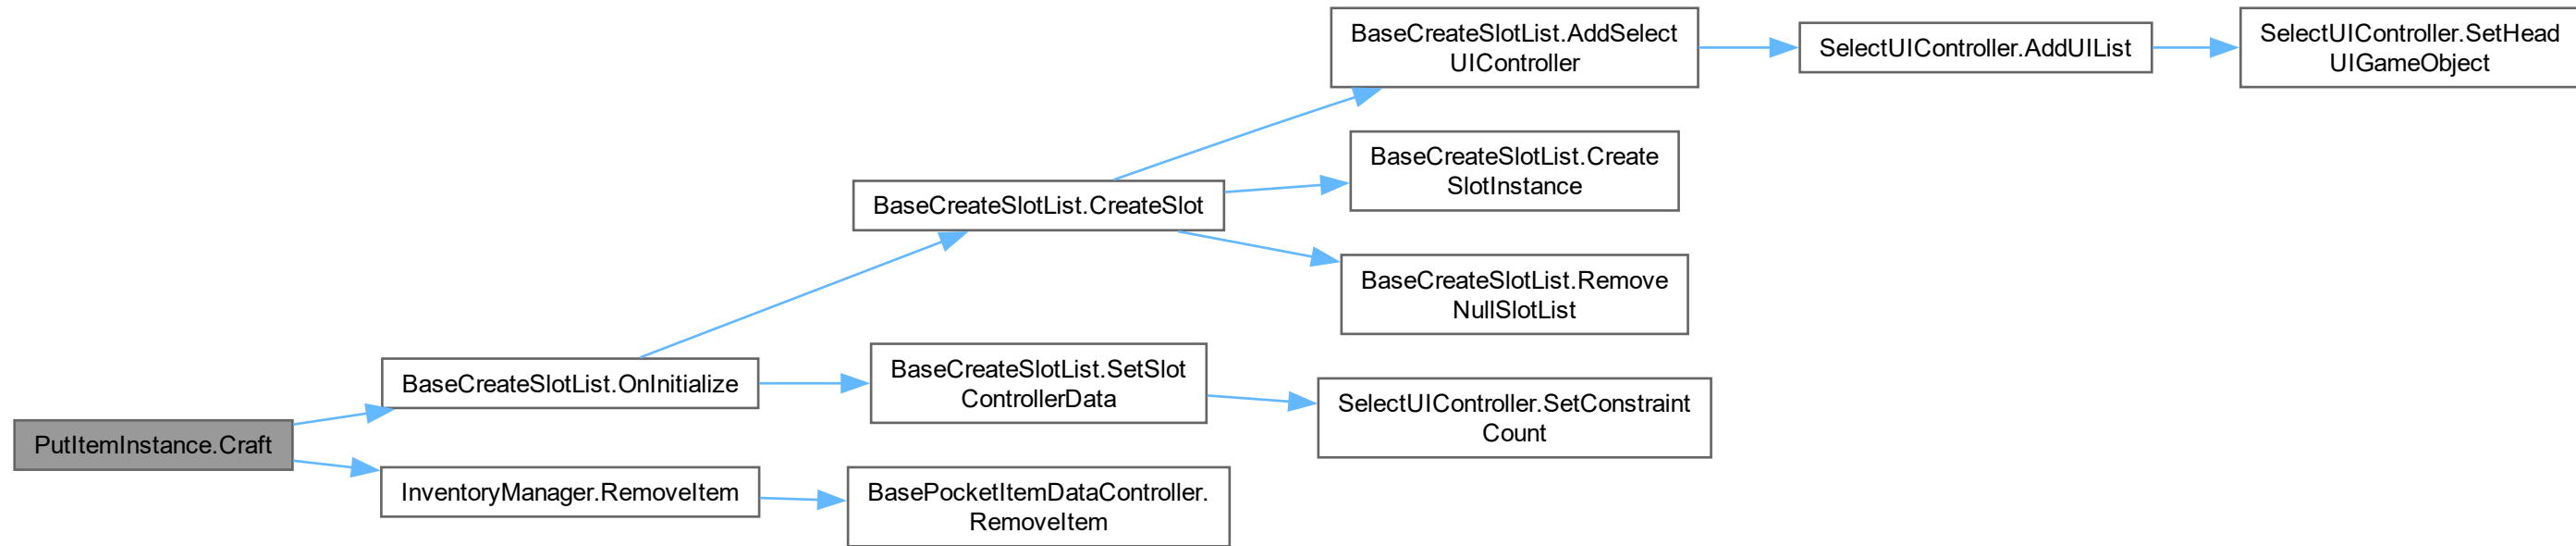 BaseCreateSlotList.AddSelect
UIController
SelectUIController.AddUIList
SelectUIController.SetHead
UIGameObject
BaseCreateSlotList.Create
SlotInstance
BaseCreateSlotList.CreateSlot
BaseCreateSlotList.Remove
NullSlotList
BaseCreateSlotList.OnInitialize
BaseCreateSlotList.SetSlot
ControllerData
SelectUIController.SetConstraint
Count
PutItemInstance.Craft
InventoryManager.RemoveItem
BasePocketItemDataController.
RemoveItem